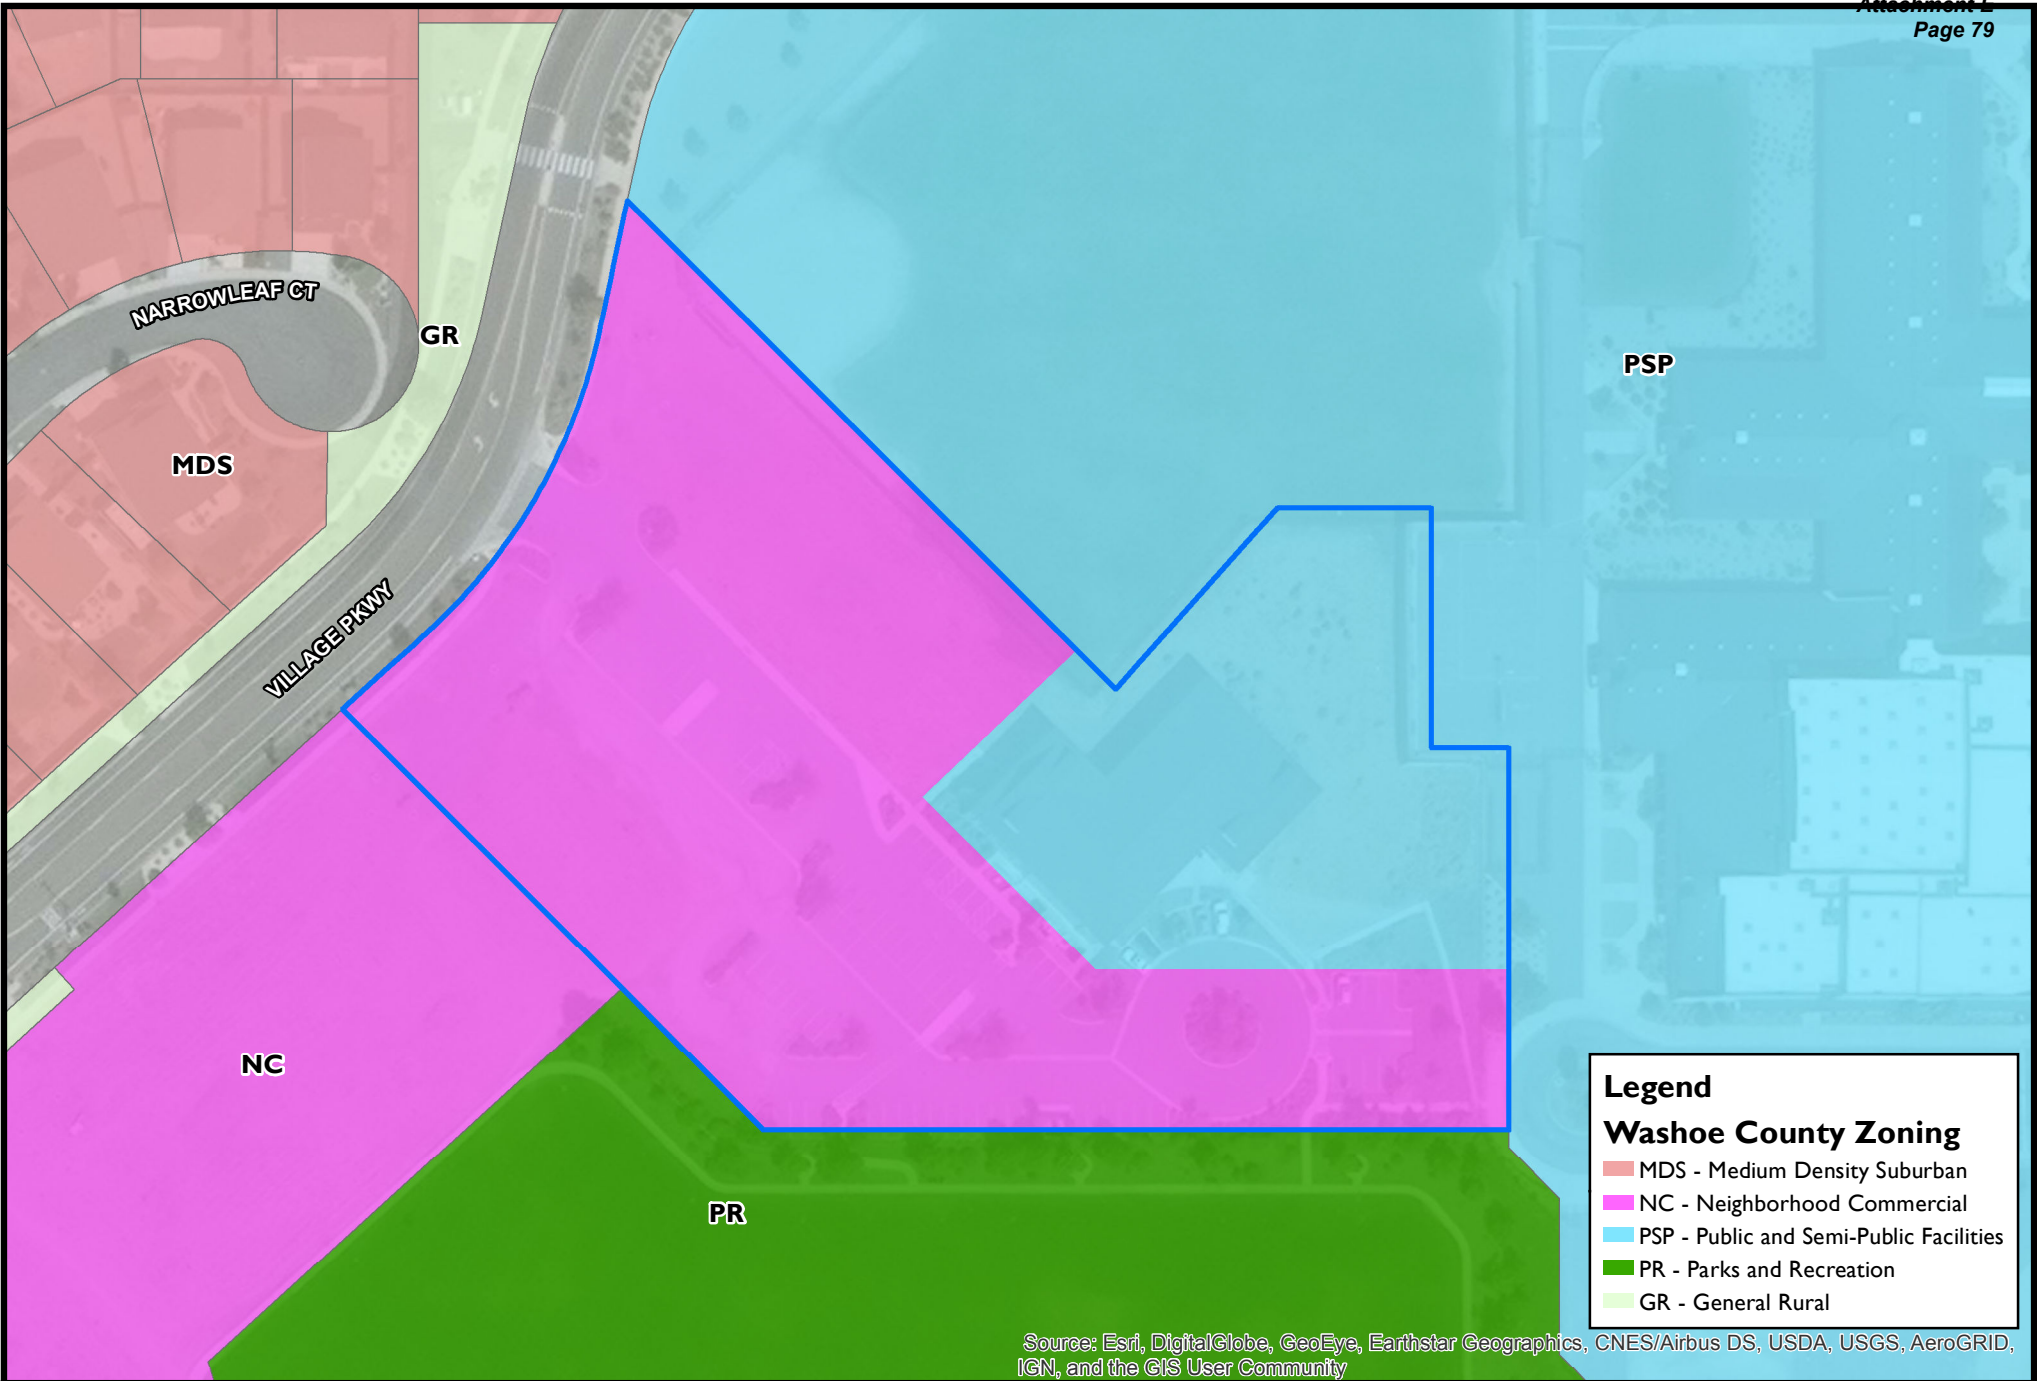 Attachment E
Page 79
NARROWLEAF CT
GR
PSP
MDS
VILLAGE PKWY
NC
PR
Legend
Washoe County Zoning
MDS - Medium Density Suburban
NC - Neighborhood Commercial
PSP - Public and Semi-Public Facilities
PR - Parks and Recreation
GR - General Rural
Source: Esri, DigitalGlobe, GeoEye, Earthstar Geographics, CNES/Airbus DS, USDA, USGS, AeroGRID,
IGN, and the GIS User Community